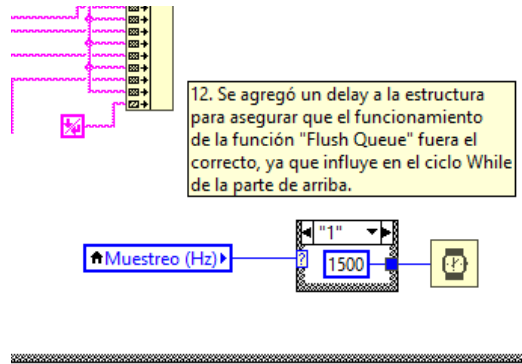 12. Se agregó un delay a la estructura
para asegurar que el funcionamiento
de la función "Flush Queue" fuera el
correcto, ya que influye en el ciclo While
de la parte de arriba.
"1"
Muestreo (Hz)
?
1500